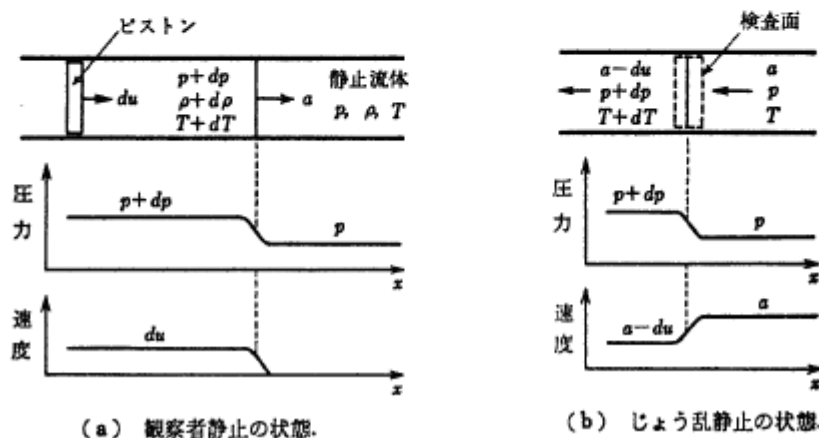 ピストン
p+dp
ρ+dρ
T+dT
du
静止流体
p, ρ, T
a
圧力
p+dp
p
x
速度
du
x
(a) 観察者静止の状態.
検査面
a−du
p+dp
T+dT
a
p
T
圧力
p+dp
p
x
速度
a−du
a
x
(b) じょう乱静止の状態.